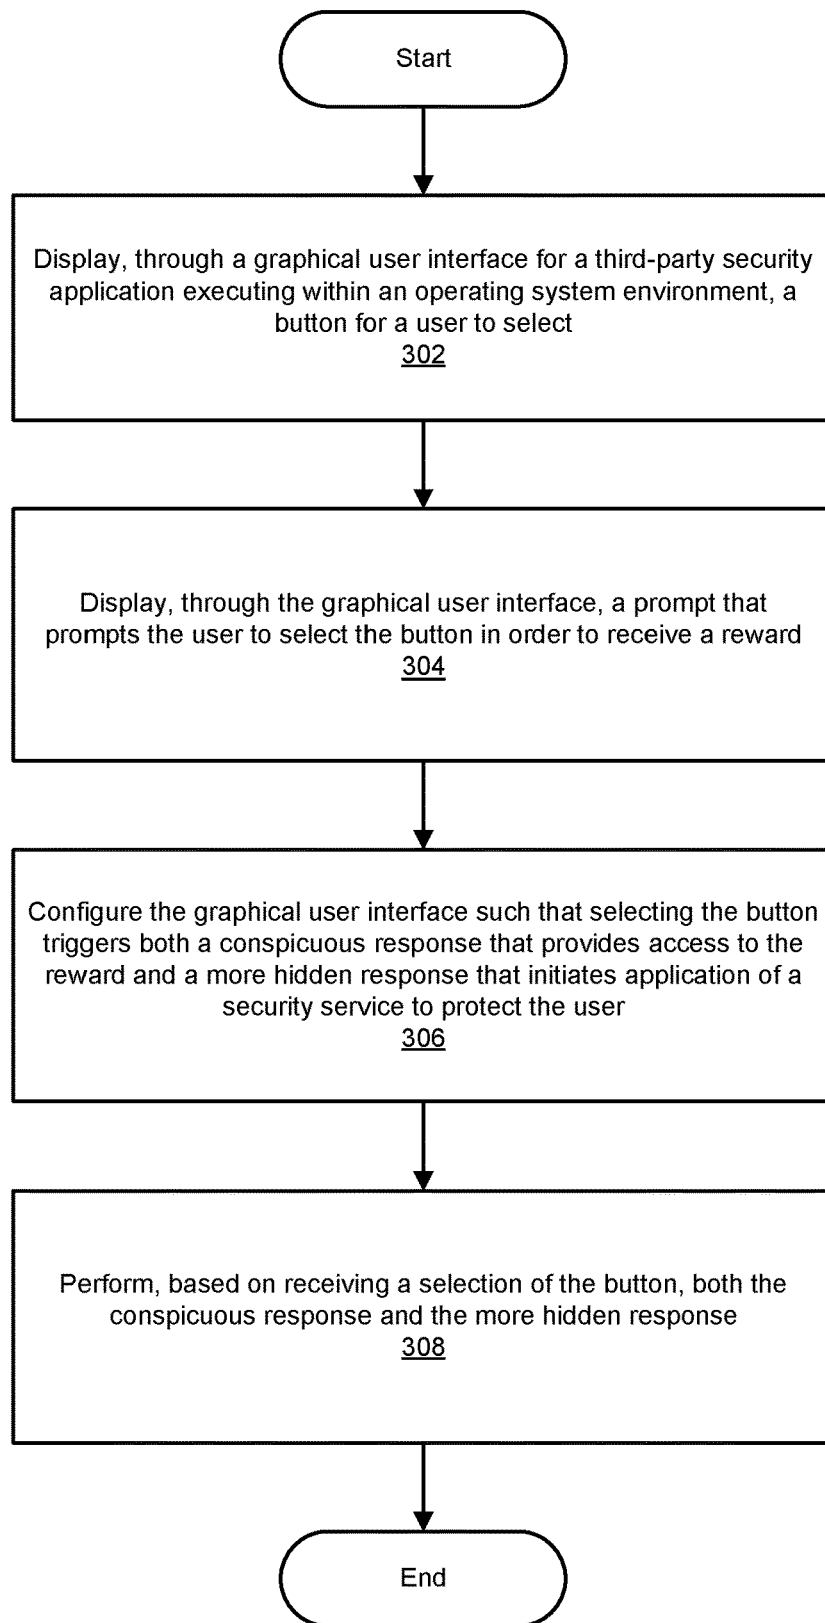 Start
Display, through a graphical user interface for a third-party security
application executing within an operating system environment, a
button for a user to select
302
Display, through the graphical user interface, a prompt that
prompts the user to select the button in order to receive a reward
304
Configure the graphical user interface such that selecting the button
triggers both a conspicuous response that provides access to the
reward and a more hidden response that initiates application of a
security service to protect the user
306
Perform, based on receiving a selection of the button, both the
conspicuous response and the more hidden response
308
End